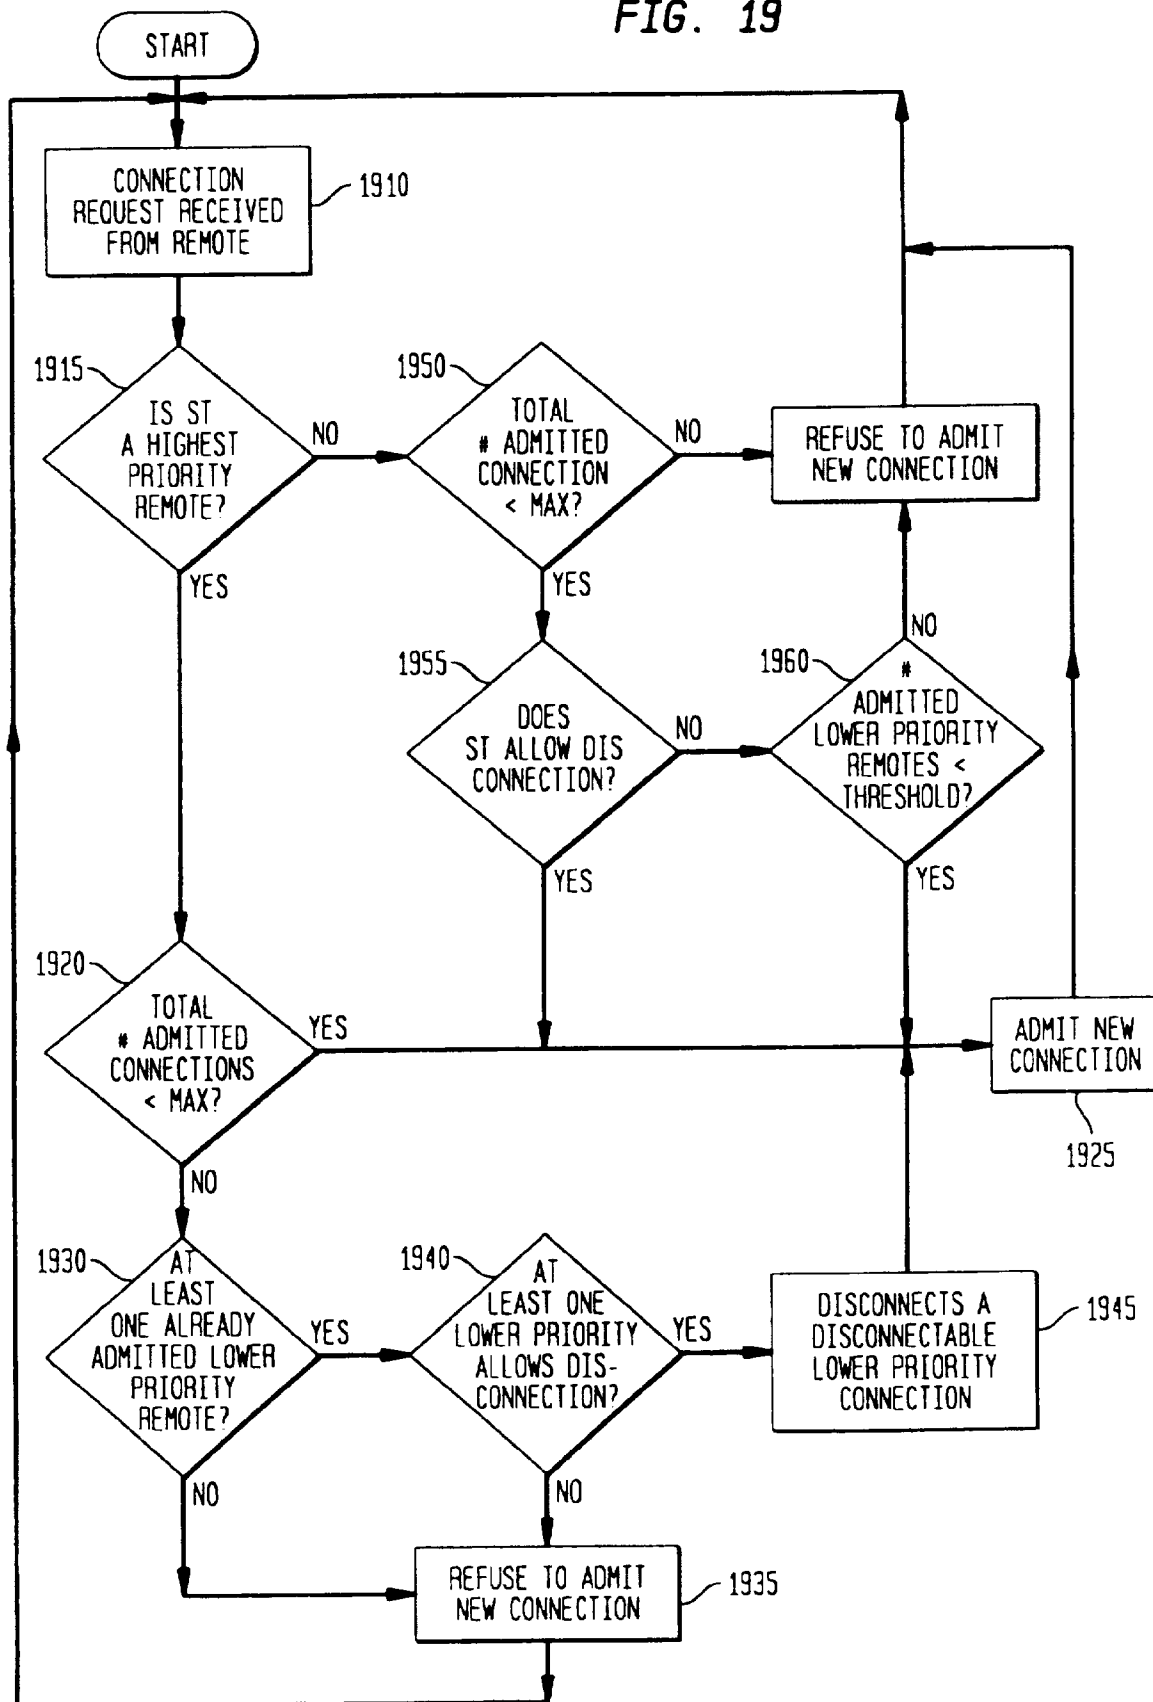 FIG. 19
START
CONNECTION
REQUEST RECEIVED
FROM REMOTE
1910
1915
IS ST
A HIGHEST
PRIORITY
REMOTE?
NO
YES
1950
TOTAL
# ADMITTED
CONNECTION
< MAX?
NO
YES
REFUSE TO ADMIT
NEW CONNECTION
1955
DOES
ST ALLOW DIS
CONNECTION?
NO
YES
1960
NO
#
ADMITTED
LOWER PRIORITY
REMOTES <
THRESHOLD?
YES
1920
TOTAL
# ADMITTED
CONNECTIONS
< MAX?
YES
NO
ADMIT NEW
CONNECTION
1925
1930
AT
LEAST
ONE ALREADY
ADMITTED LOWER
PRIORITY
REMOTE?
YES
NO
1940
AT
LEAST ONE
LOWER PRIORITY
ALLOWS DIS-
CONNECTION?
YES
NO
DISCONNECTS A
DISCONNECTABLE
LOWER PRIORITY
CONNECTION
1945
REFUSE TO ADMIT
NEW CONNECTION
1935